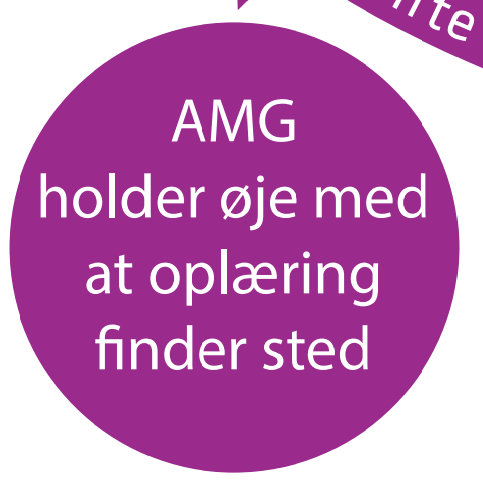 AMG
holder øje med
at oplæring
finder sted